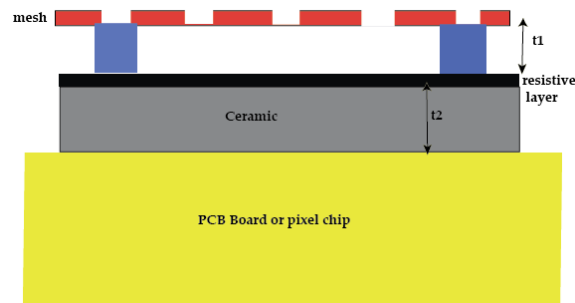 mesh
t1
resistive
layer
Ceramic
t2
PCB Board or pixel chip